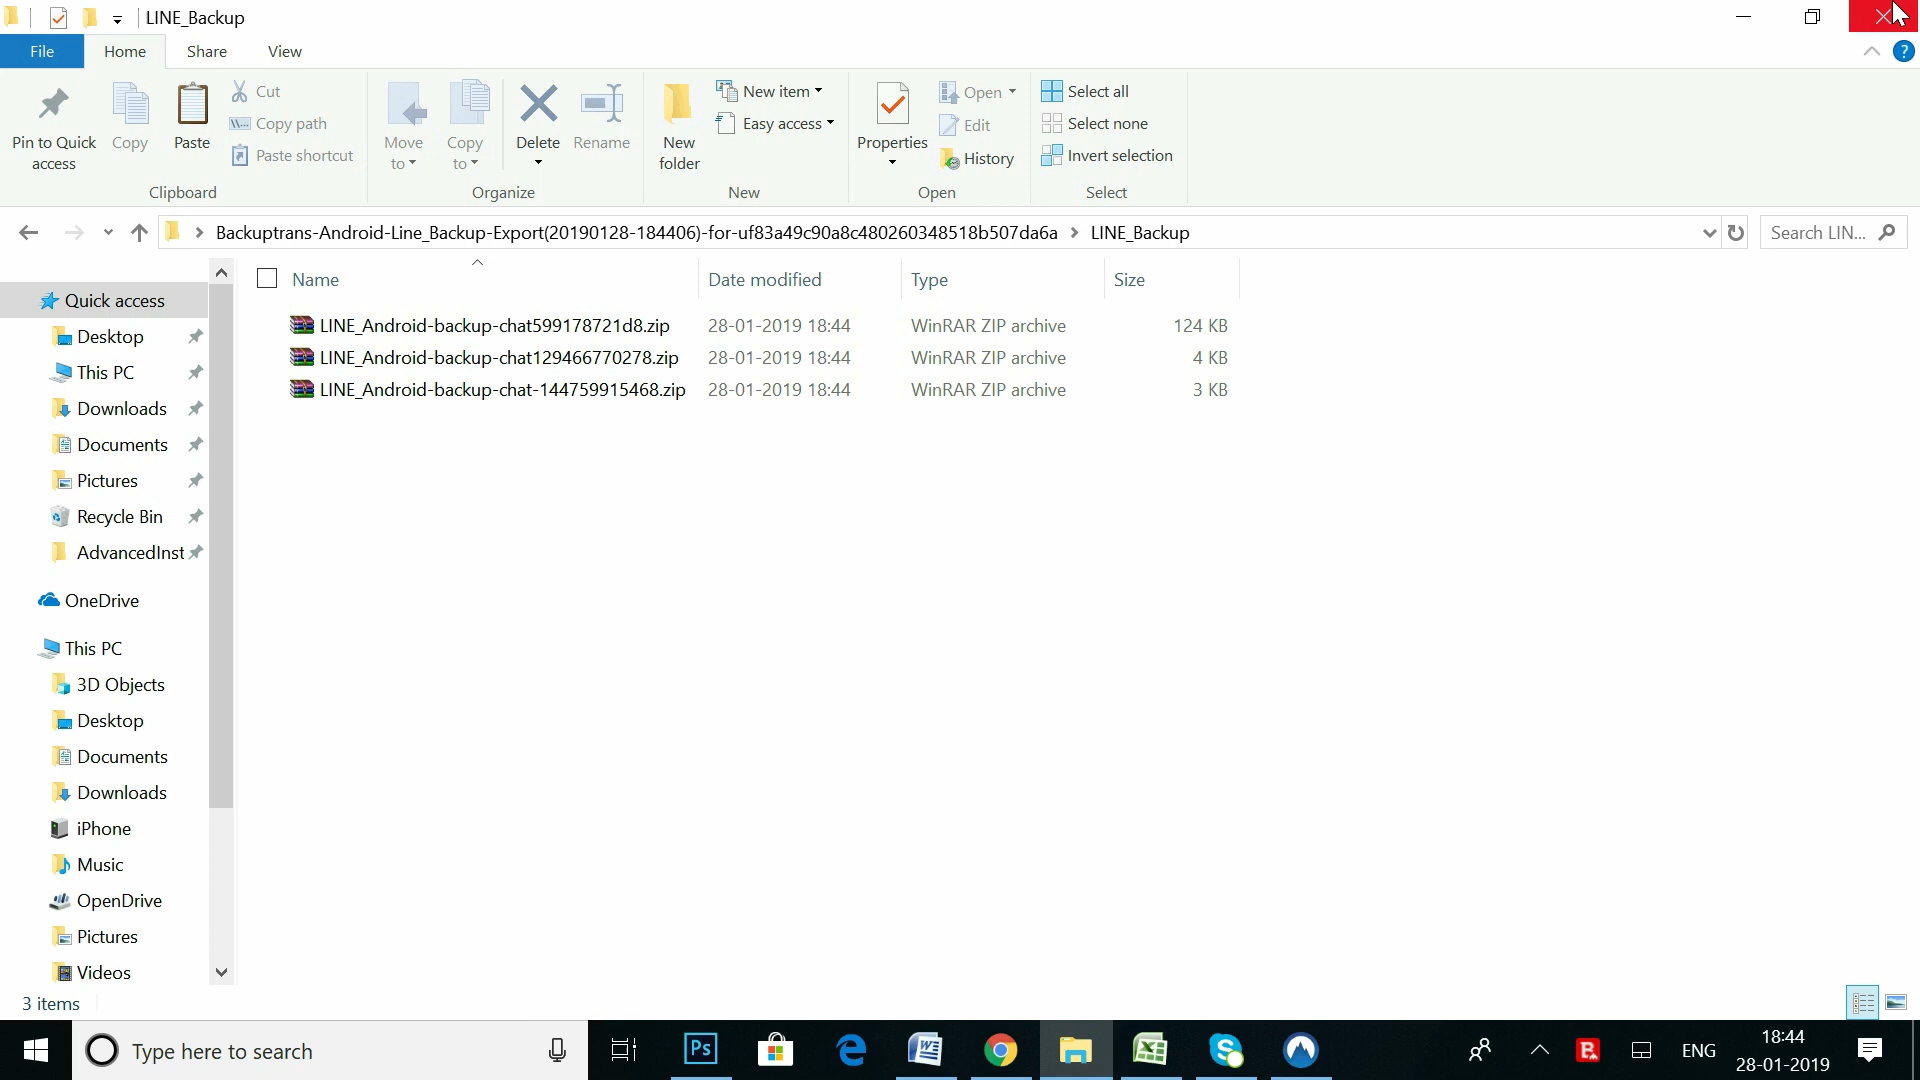 LINE_Backup
File Home Share View
Pin to Quick access
Copy
Paste
Cut
Copy path
Paste shortcut
Clipboard
Move to
Copy to
Delete
Rename
Organize
New folder
New item
Easy access
New
Properties
Open
Edit
History
Open
Select all
Select none
Invert selection
Select
Backuptrans-Android-Line_Backup-Export(20190128-184406)-for-uf83a49c90a8c480260348518b507da6a > LINE_Backup
Search LIN...
Name Date modified Type Size
LINE_Android-backup-chat599178721d8.zip 28-01-2019 18:44 WinRAR ZIP archive 124 KB
LINE_Android-backup-chat129466770278.zip 28-01-2019 18:44 WinRAR ZIP archive 4 KB
LINE_Android-backup-chat-144759915468.zip 28-01-2019 18:44 WinRAR ZIP archive 3 KB
Quick access
Desktop
This PC
Downloads
Documents
Pictures
Recycle Bin
AdvancedInst
OneDrive
This PC
3D Objects
Desktop
Documents
Downloads
iPhone
Music
OpenDrive
Pictures
Videos
3 items
Type here to search
Ps
ENG
18:44
28-01-2019